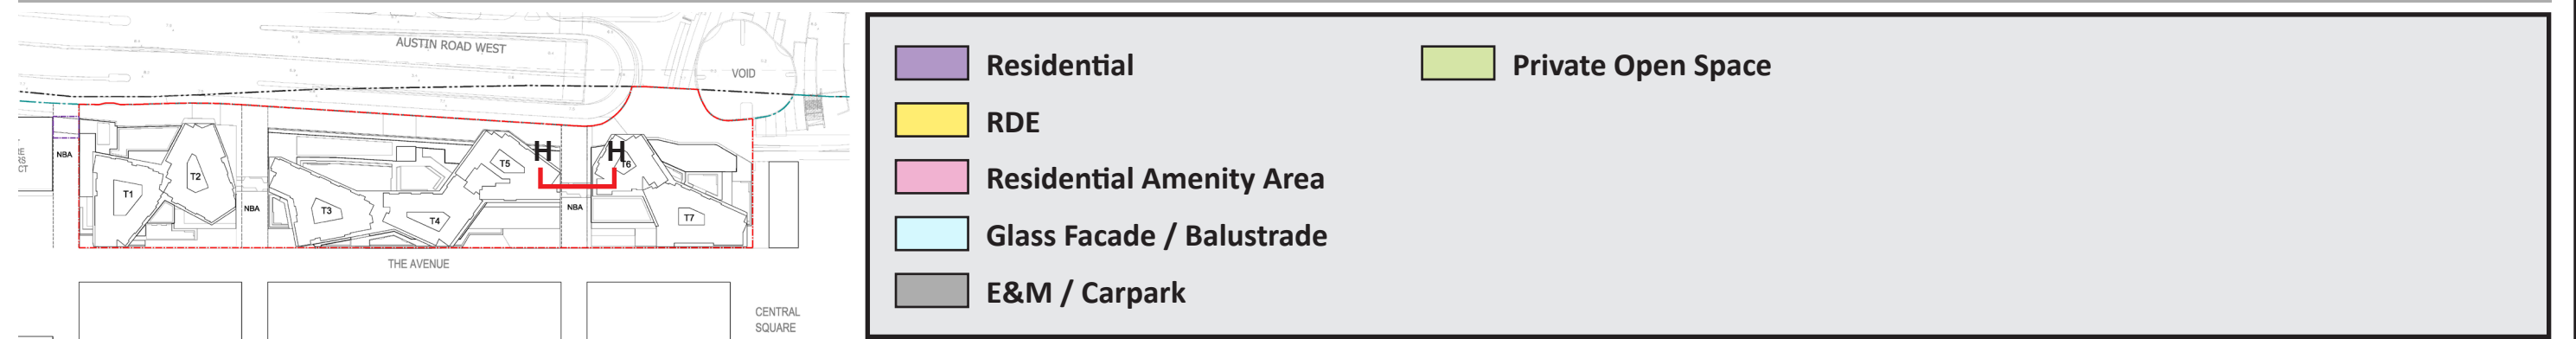 AUSTIN ROAD WEST
VOID
NBA
T1
T2
NBA
T3
T4
T5
H
H
T6
NBA
T7
THE AVENUE
CENTRAL
SQUARE
Residential
RDE
Residential Amenity Area
Glass Facade / Balustrade
E&M / Carpark
Private Open Space